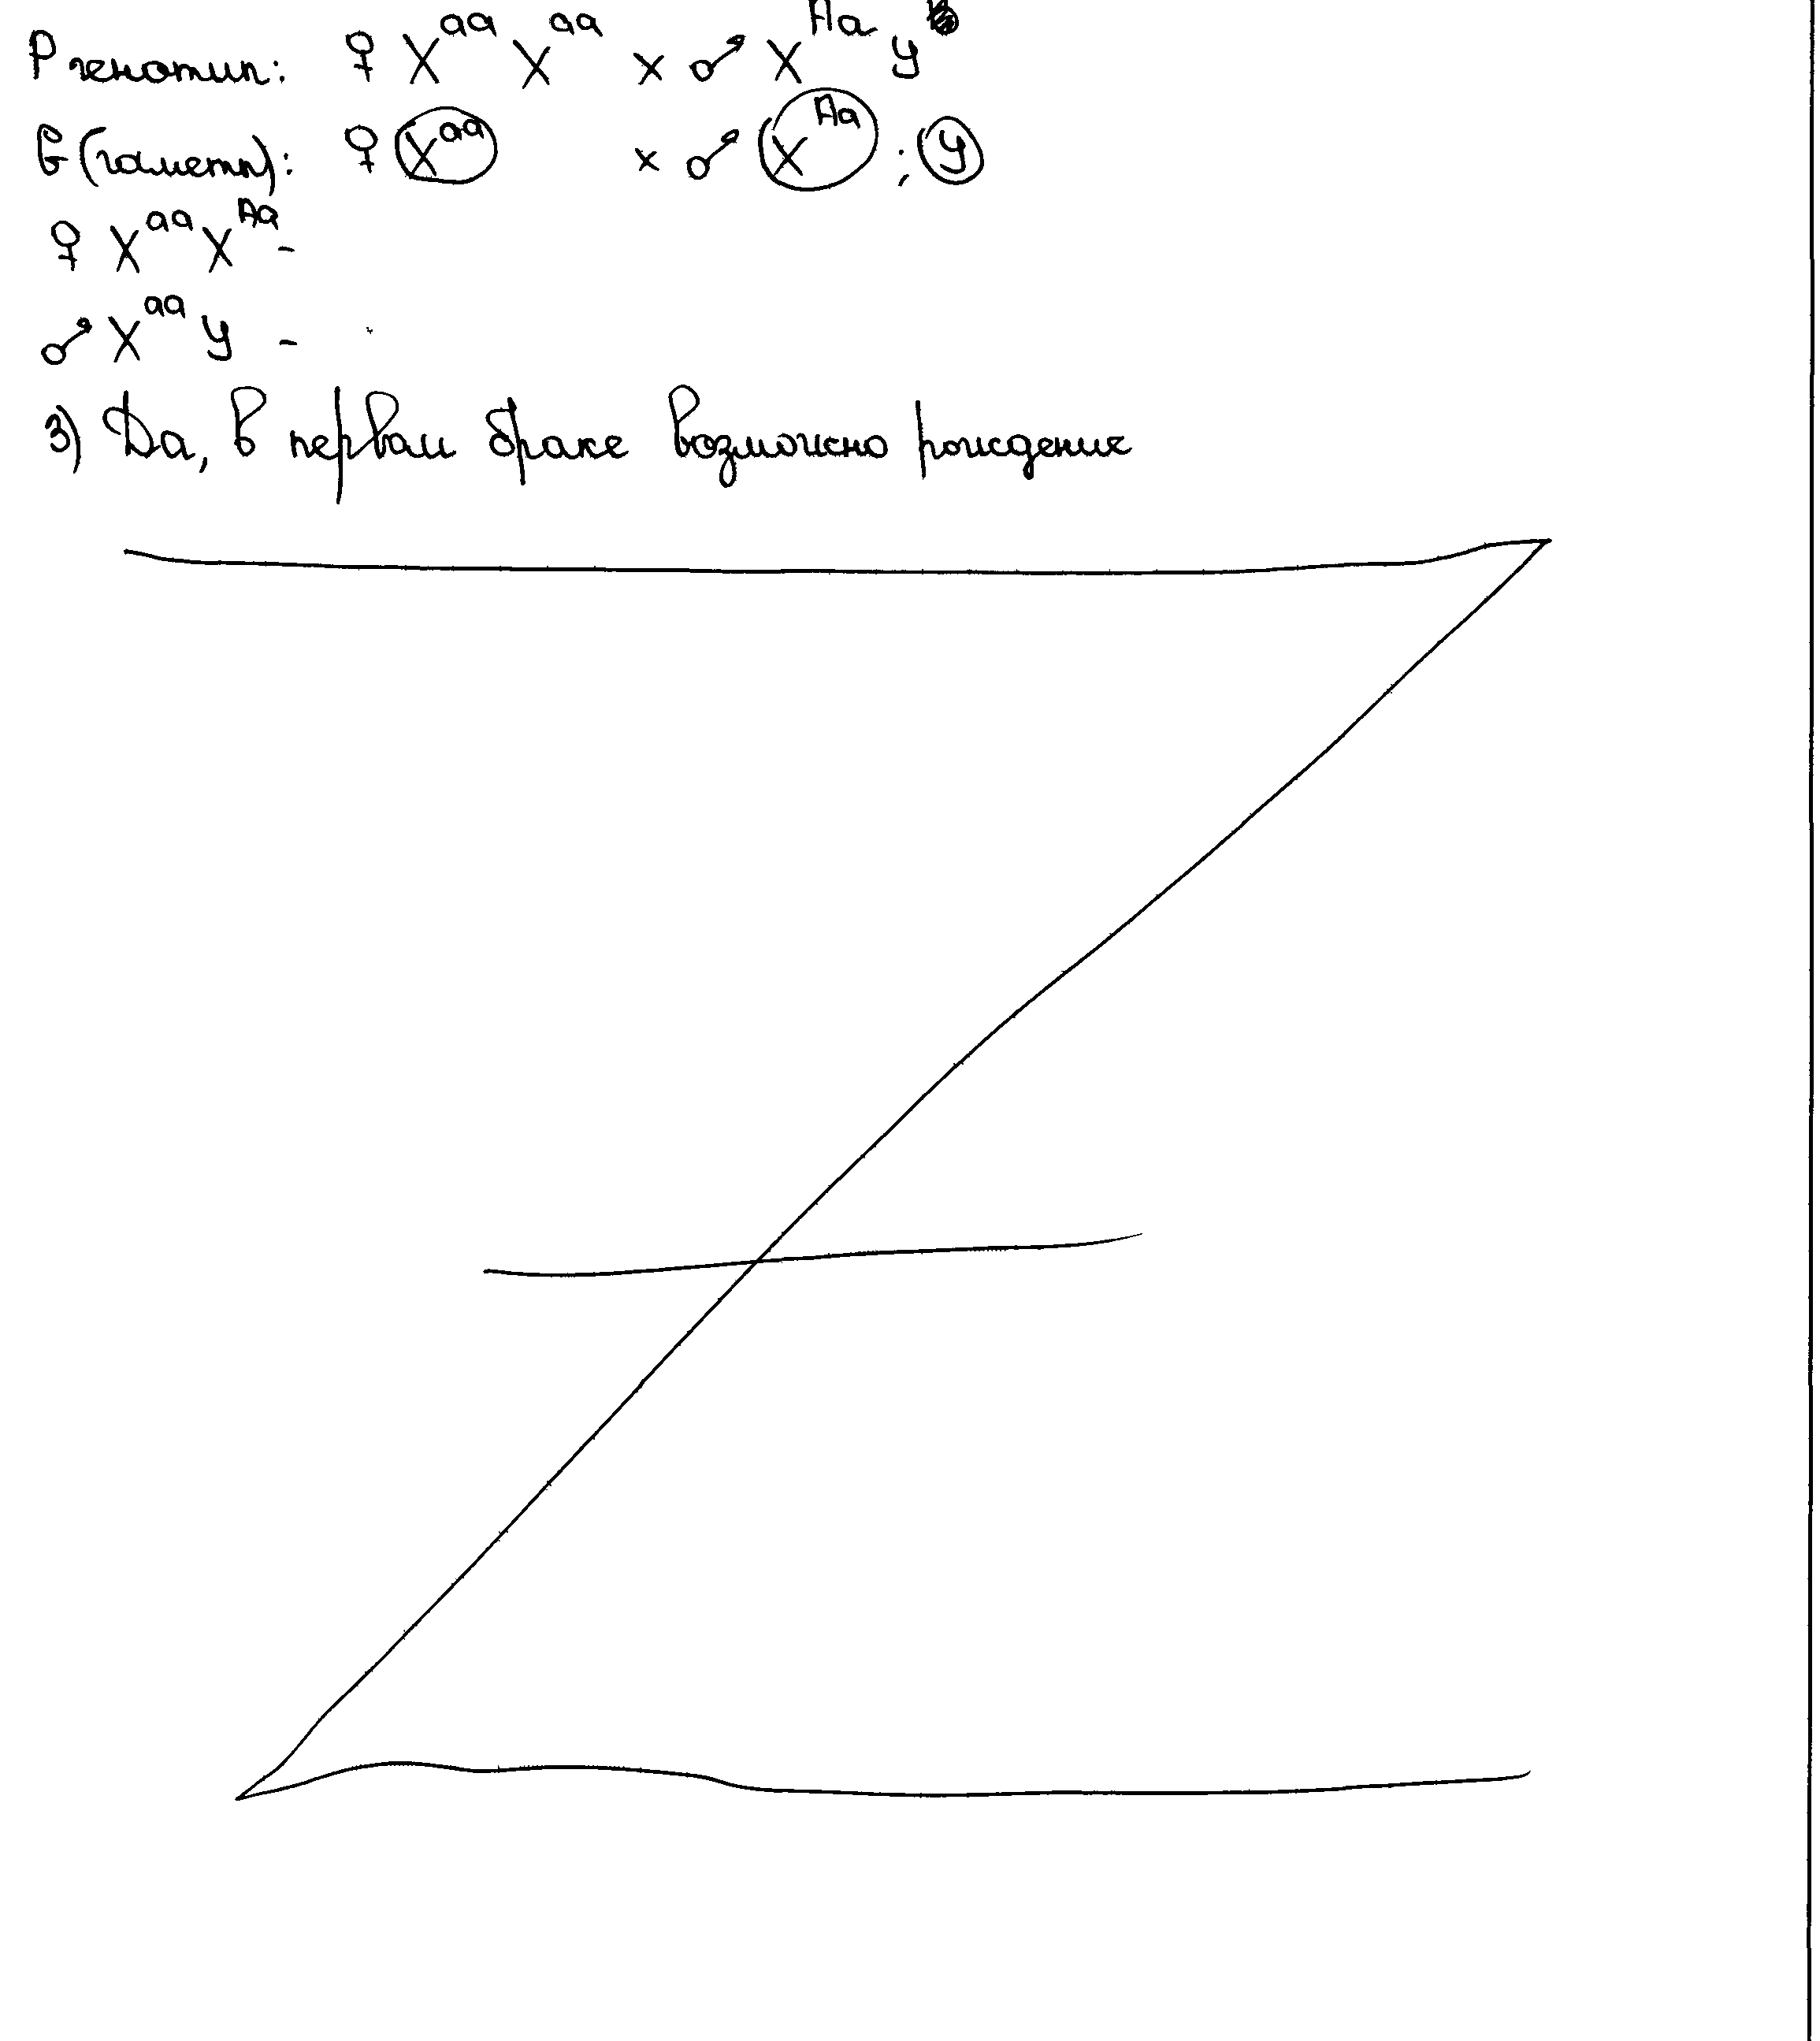 P генотип: ♀ X^aa X^aa x ♂ X^Aa У
G (гаметы): ♀ X^aa x ♂ X^Aa ; У
♀ X^aa X^Aa -
♂ X^aa У -
3) Да, в первом браке возможно рождение